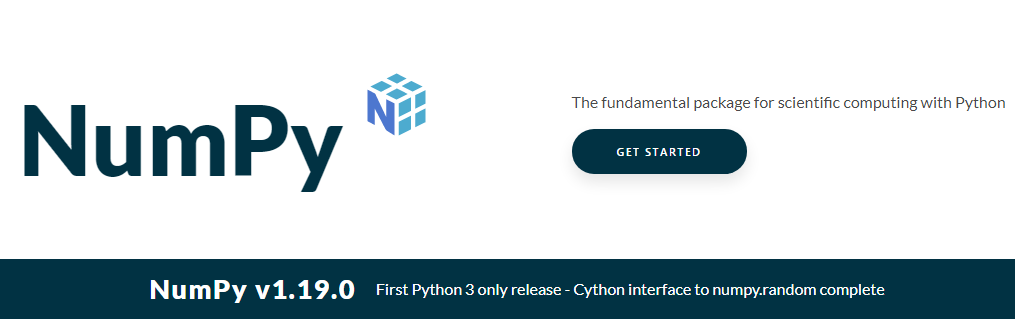 NumPy
The fundamental package for scientific computing with Python
GET STARTED
NumPy v1.19.0 First Python 3 only release - Cython interface to numpy.random complete